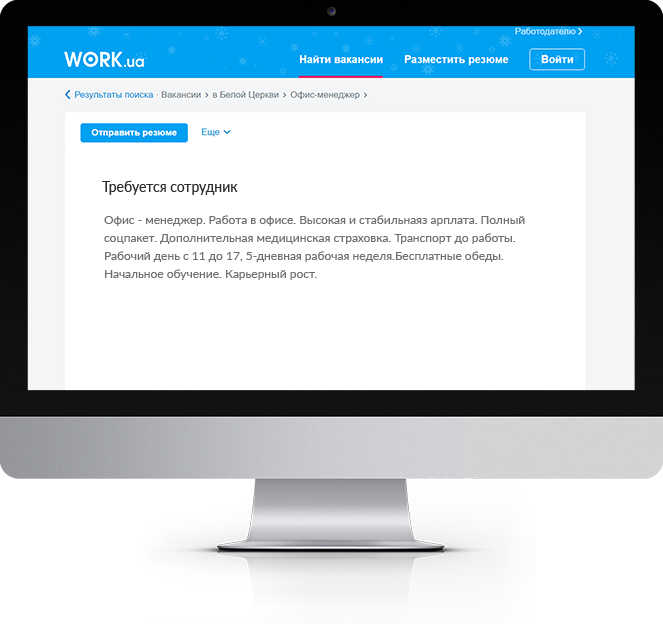 Работодателю
WORK.ua
Найти вакансии
Разместить резюме
Войти
Результаты поиска · Вакансии > в Белой Церкви > Офис-менеджер >
Отправить резюме
Еще
Требуется сотрудник
Офис - менеджер. Работа в офисе. Высокая и стабильнаяз арплата. Полный
соцпакет. Дополнительная медицинская страховка. Транспорт до работы.
Рабочий день с 11 до 17, 5-дневная рабочая неделя.Бесплатные обеды.
Начальное обучение. Карьерный рост.